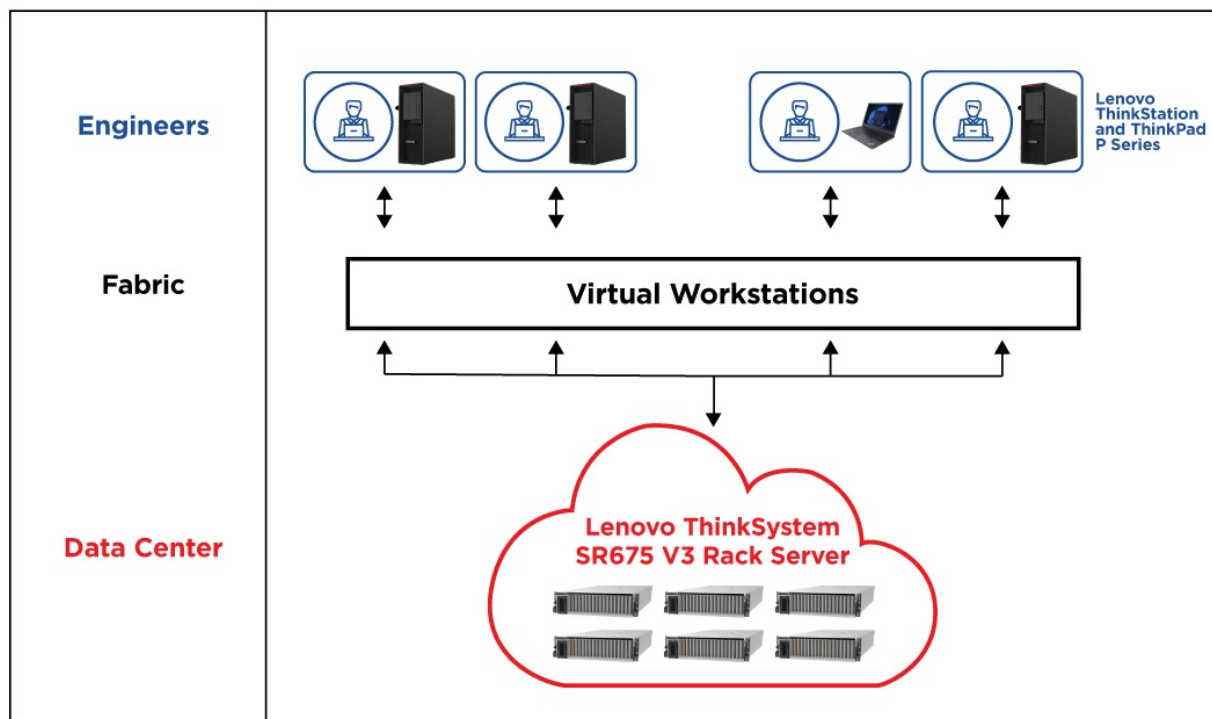 Engineers
Lenovo
ThinkStation
and ThinkPad
P Series
Fabric
Virtual Workstations
Data Center
Lenovo ThinkSystem
SR675 V3 Rack Server